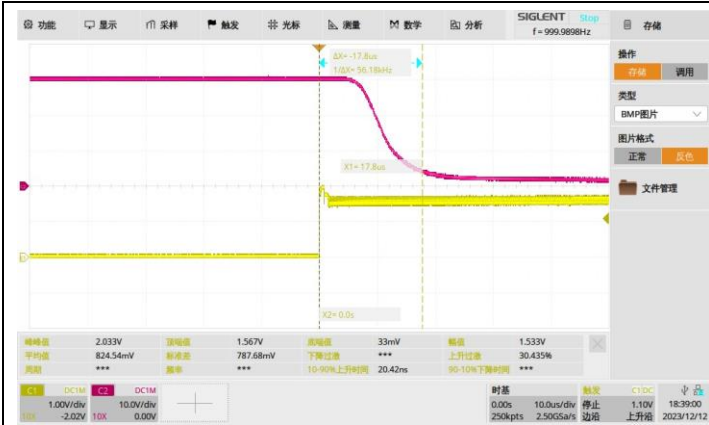 功能 显示 采样 触发 光标 测量 数学 分析
SIGLENT Stop
f = 999.9898Hz
存储
操作
存储 调用
类型
BMP图片
图片格式
正常 反色
文件管理
ΔX= -17.8us
1/ΔX= 56.18kHz
X1= 17.8us
X2= 0.0s
峰峰值 2.033V 顶端值 1.567V 底端值 33mV 幅值 1.533V
平均值 824.54mV 标准差 787.68mV 下降过激 *** 上升过激 30.435%
周期 *** 频率 *** 10-90%上升时间 20.42ns 90-10%下降时间 ***
C1 DC1M C2 DC1M 时基 触发 C1 DC
1.00V/div 10.0V/div 0.00s 10.0us/div 停止 1.10V 18:39:00
10X -2.02V 10X 0.00V 250kpts 2.50GSa/s 边沿 上升沿 2023/12/12